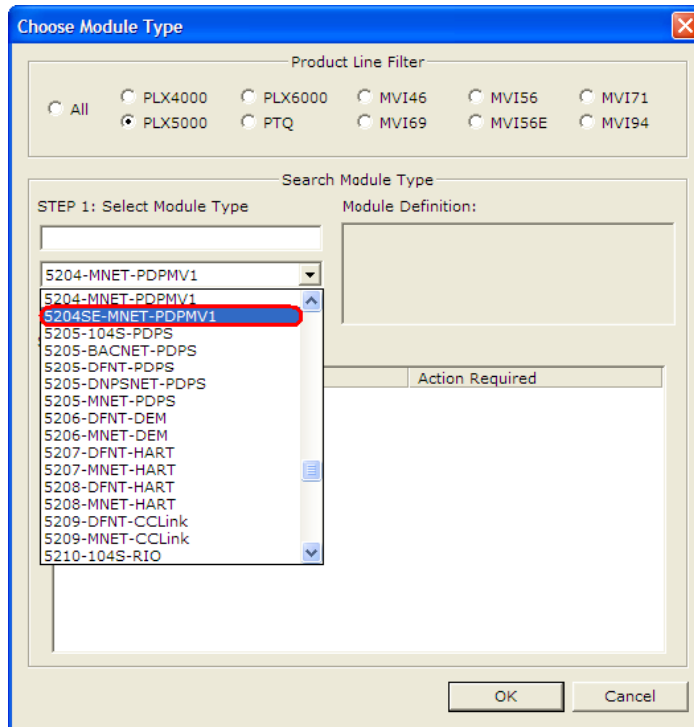 Choose Module Type
Product Line Filter
All
PLX4000 PLX6000 MVI46 MVI56 MVI71
PLX5000 PTQ MVI69 MVI56E MVI94
Search Module Type
STEP 1: Select Module Type Module Definition:
5204-MNET-PDPMV1
5204-MNET-PDPMV1
5204SE-MNET-PDPMV1
5205-104S-PDPS
5205-BACNET-PDPS
5205-DFNT-PDPS
5205-DNPSNET-PDPS
Action Required
5205-MNET-PDPS
5206-DFNT-DEM
5206-MNET-DEM
5207-DFNT-HART
5207-MNET-HART
5208-DFNT-HART
5208-MNET-HART
5209-DFNT-CCLink
5209-MNET-CCLink
5210-104S-RIO
OK Cancel